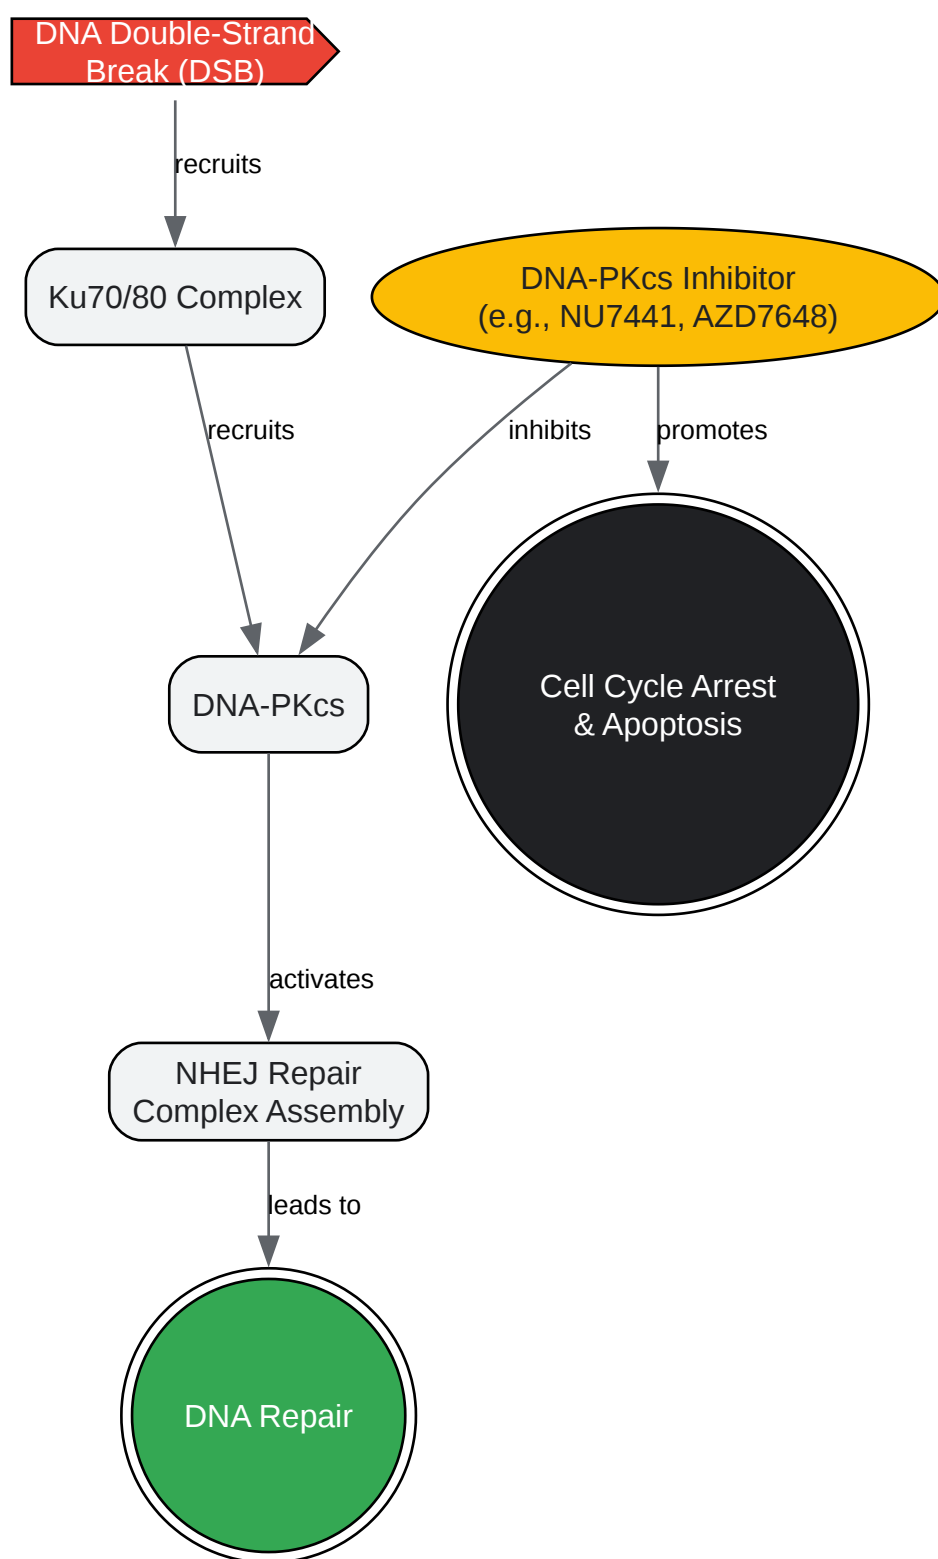 DNA Double-Strand
Break (DSB)
recruits
Ku70/80 Complex
DNA-PKcs Inhibitor
(e.g., NU7441, AZD7648)
recruits
inhibits
promotes
DNA-PKcs
Cell Cycle Arrest
& Apoptosis
activates
NHEJ Repair
Complex Assembly
leads to
DNA Repair